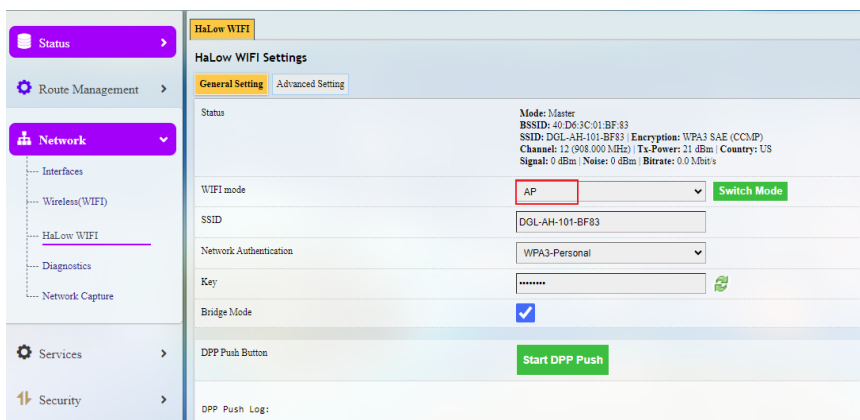 Status
Route Management
Network
Interfaces
Wireless(WIFI)
HaLow WIFI
Diagnostics
Network Capture
Services
Security
HaLow WIFI
HaLow WIFI Settings
General Setting Advanced Setting
Status
Mode: Master
BSSID: 40:D6:3C:01:BF:83
SSID: DGL-AH-101-BF83 | Encryption: WPA3 SAE (CCMP)
Channel: 12 (908.000 MHz) | Tx-Power: 21 dBm | Country: US
Signal: 0 dBm | Noise: 0 dBm | Bitrate: 0.0 Mbit/s
WIFI mode AP Switch Mode
SSID DGL-AH-101-BF83
Network Authentication WPA3-Personal
Key ••••••••
Bridge Mode
DPP Push Button Start DPP Push
DPP Push Log: